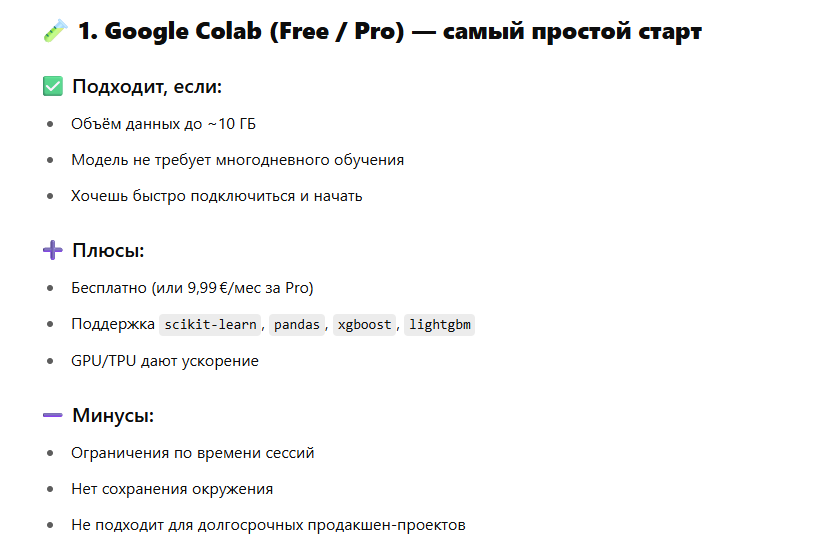 🧪 1. Google Colab (Free / Pro) — самый простой старт
✅ Подходит, если:
• Объём данных до ~10 ГБ
• Модель не требует многодневного обучения
• Хочешь быстро подключиться и начать
➕ Плюсы:
• Бесплатно (или 9,99 €/мес за Pro)
• Поддержка scikit-learn, pandas, xgboost, lightgbm
• GPU/TPU дают ускорение
➖ Минусы:
• Ограничения по времени сессий
• Нет сохранения окружения
• Не подходит для долгосрочных продакшен-проектов